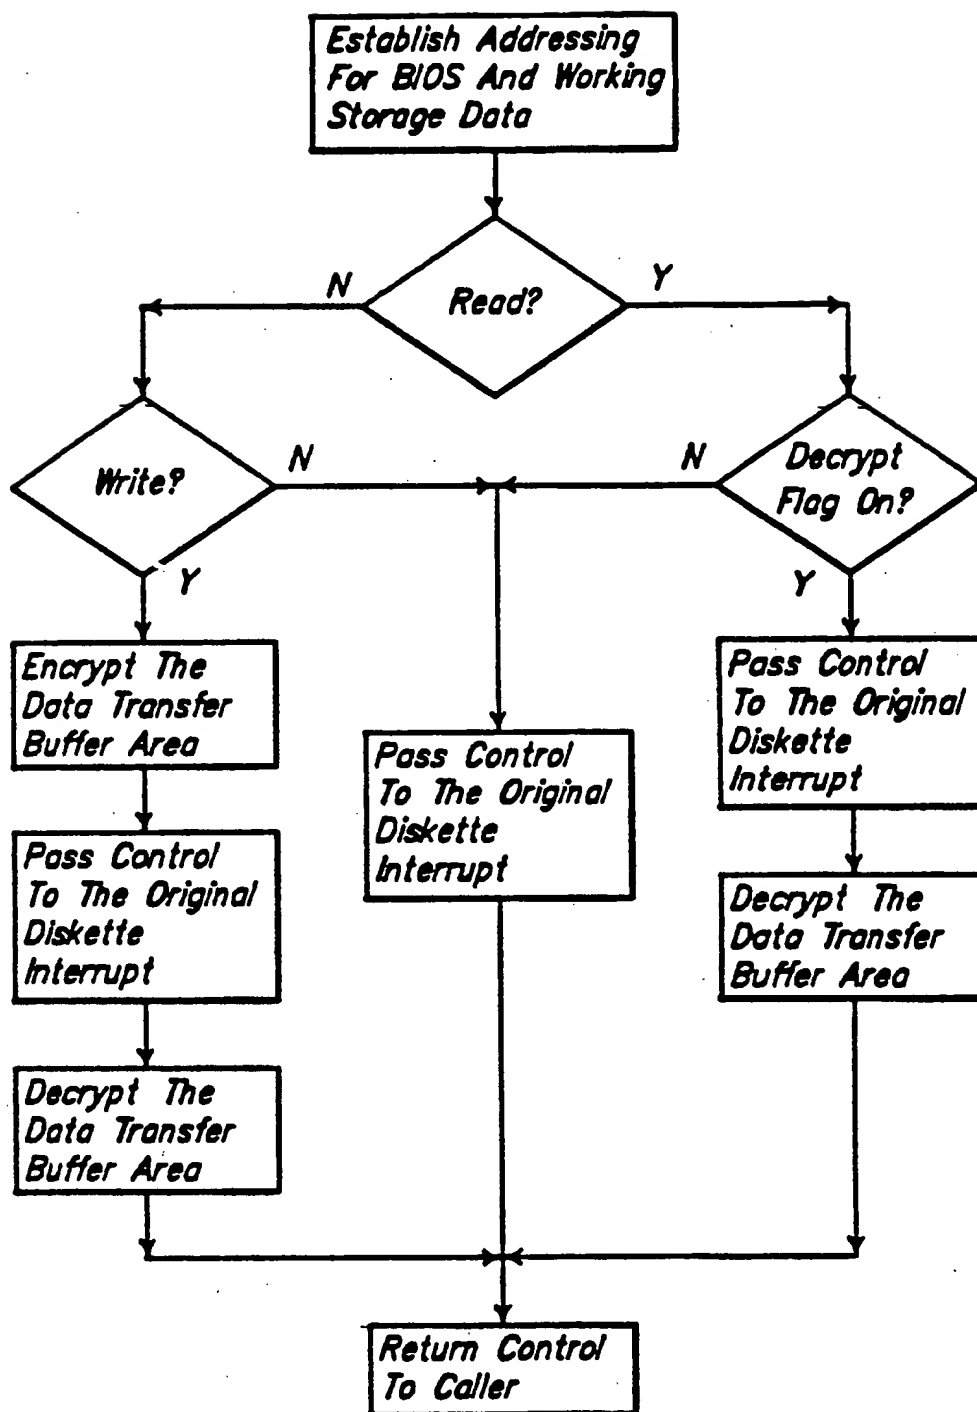 Establish Addressing
For BIOS And Working
Storage Data
N
Read?
Y
Write?
N
N
Decrypt
Flag On?
Y
Y
Encrypt The
Data Transfer
Buffer Area
Pass Control
To The Original
Diskette
Interrupt
Pass Control
To The Original
Diskette
Interrupt
Pass Control
To The Original
Diskette
Interrupt
Decrypt The
Data Transfer
Buffer Area
Decrypt The
Data Transfer
Buffer Area
Return Control
To Caller